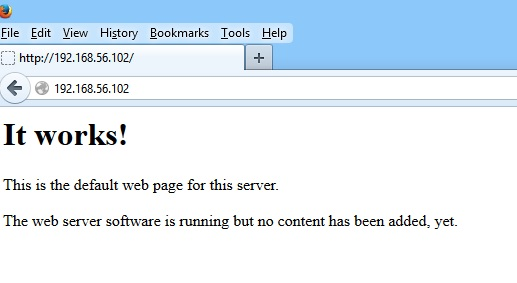 File Edit View History Bookmarks Tools Help
http://192.168.56.102/
192.168.56.102
It works!
This is the default web page for this server.
The web server software is running but no content has been added, yet.